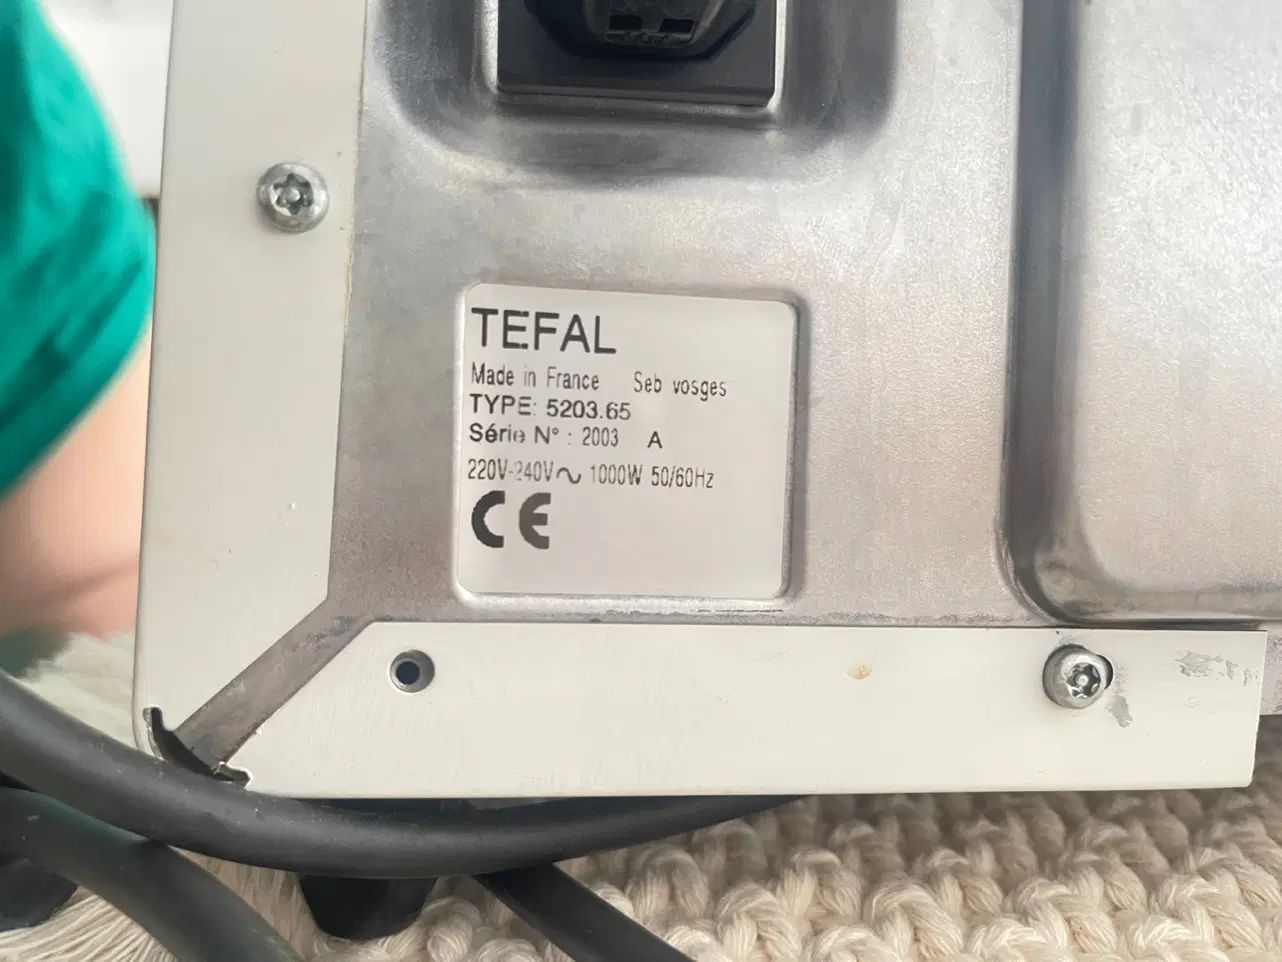 TEFAL
Made in France Seb vosges
TYPE: 5203.65
Série N° : 2003 A
220V-240V~ 1000W 50/60Hz
CE